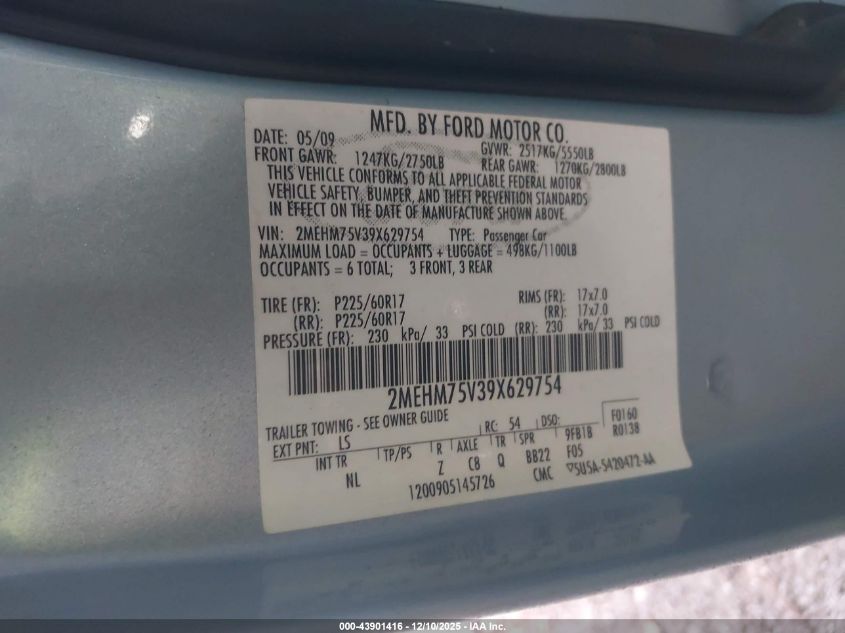 MFD. BY FORD MOTOR CO.
DATE: 05/09 GVWR: 2517KG/5550LB
FRONT GAWR: 1247KG/2750LB REAR GAWR: 1270KG/2800LB
THIS VEHICLE CONFORMS TO ALL APPLICABLE FEDERAL MOTOR
VEHICLE SAFETY, BUMPER, AND THEFT PREVENTION STANDARDS
IN EFFECT ON THE DATE OF MANUFACTURE SHOWN ABOVE.
VIN: 2MEHM75V39X629754 TYPE: Passenger Car
MAXIMUM LOAD = OCCUPANTS + LUGGAGE = 498KG/1100LB
OCCUPANTS = 6 TOTAL; 3 FRONT, 3 REAR
TIRE (FR): P225/60R17 RIMS (FR): 17x7.0
(RR): P225/60R17 (RR): 17x7.0
PRESSURE (FR): 230 kPa/ 33 PSI COLD (RR): 230 kPa/ 33 PSI COLD
2MEHM75V39X629754
TRAILER TOWING - SEE OWNER GUIDE
EXT PNT: LS RC: 54 DSO: F0160
INT TR TP/PS R AXLE TR SPR 9FB1B R0138
NL Z C8 Q BB22 F05
1200905145726 CMC ▽5U5A-5420472-AA
000-43901416 - 12/10/2025 - IAA Inc.